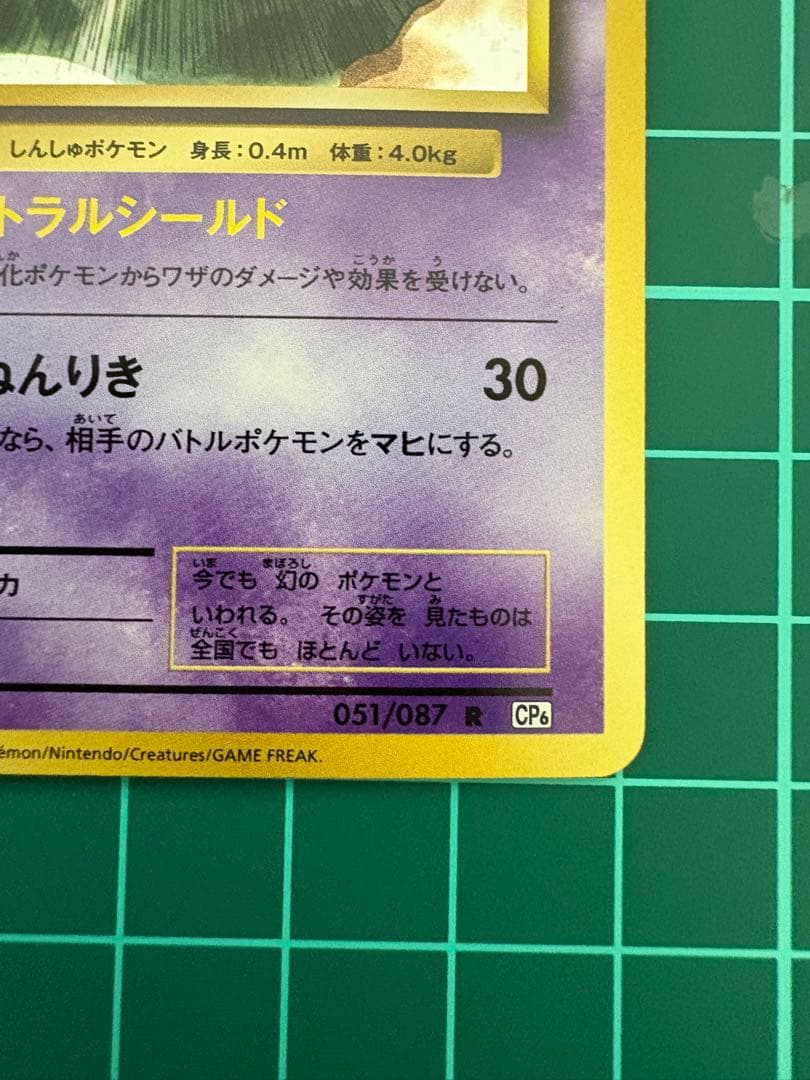 しんしゅポケモン 身長：0.4m 体重：4.0kg
トラルシールド
化ポケモンからワザのダメージや効果を受けない。
ねんりき 30
なら、相手のバトルポケモンをマヒにする。
カ
今でも 幻の ポケモンと
いわれる。 その姿を 見たものは
全国でも ほとんど いない。
051/087 R CP6
émon/Nintendo/Creatures/GAME FREAK.